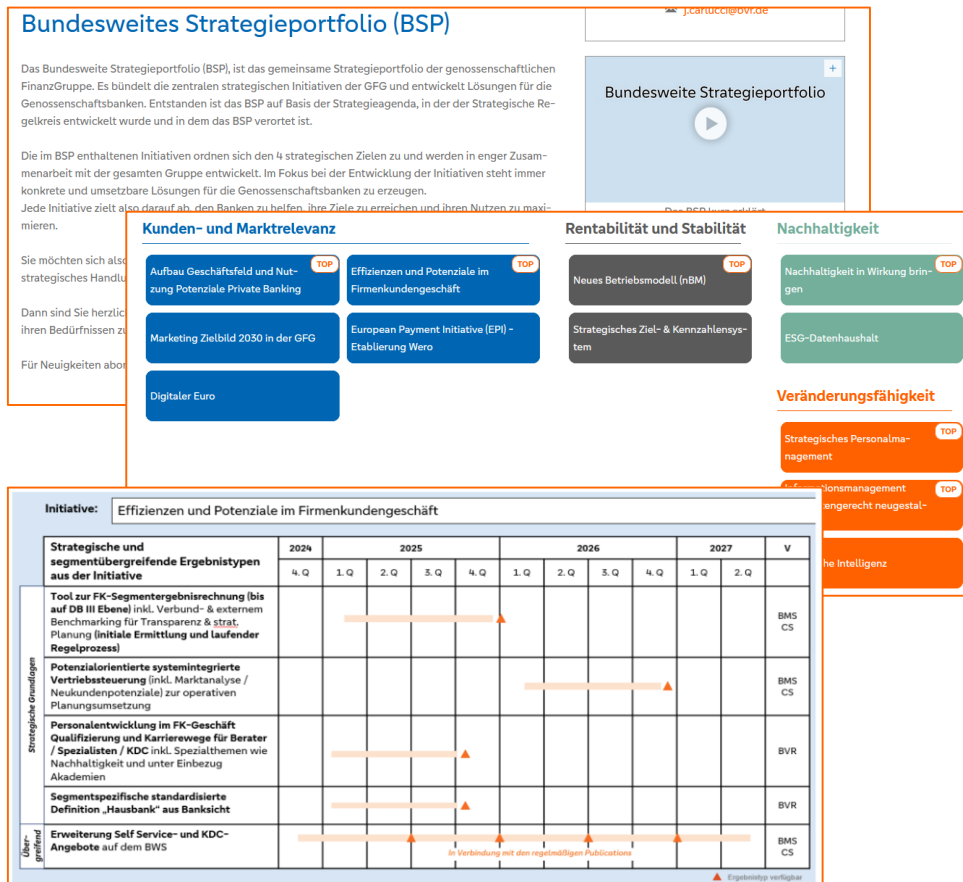 Bundesweites Strategieportfolio (BSP)
j.carlucci@bvr.de
Das Bundesweite Strategieportfolio (BSP), ist das gemeinsame Strategieportfolio der genossenschaftlichen
FinanzGruppe. Es bündelt die zentralen strategischen Initiativen der GFG und entwickelt Lösungen für die
Genossenschaftsbanken. Entstanden ist das BSP auf Basis der Strategieagenda, in der der Strategische Re-
gelkreis entwickelt wurde und in dem das BSP verortet ist.
Die im BSP enthaltenen Initiativen ordnen sich den 4 strategischen Zielen zu und werden in enger Zusam-
menarbeit mit der gesamten Gruppe entwickelt. Im Fokus bei der Entwicklung der Initiativen steht immer
konkrete und umsetzbare Lösungen für die Genossenschaftsbanken zu erzeugen.
Jede Initiative zielt also darauf ab, den Banken zu helfen, ihre Ziele zu erreichen und ihren Nutzen zu maxi-
mieren.
Sie möchten sich also
strategisches Handlu
Dann sind Sie herzlic
ihren Bedürfnissen zu
Für Neuigkeiten abon
+
Bundesweite Strategieportfolio
Das BSP kurz erklärt
Kunden- und Marktrelevanz
Aufbau Geschäftsfeld und Nut-
zung Potenziale Private Banking
TOP
Effizienzen und Potenziale im
Firmenkundengeschäft
TOP
Marketing Zielbild 2030 in der GFG
European Payment Initiative (EPI) –
Etablierung Wero
Digitaler Euro
Rentabilität und Stabilität
Neues Betriebsmodell (nBM)
TOP
Strategisches Ziel- & Kennzahlensys-
tem
Nachhaltigkeit
Nachhaltigkeit in Wirkung brin-
gen
TOP
ESG-Datenhaushalt
Veränderungsfähigkeit
Strategisches Personalma-
nagement
TOP
Informationsmanagement
tengerecht neugestal-
TOP
he Intelligenz
Initiative: Effizienzen und Potenziale im Firmenkundengeschäft
Strategische und
segmentübergreifende Ergebnistypen
aus der Initiative
2024 2025 2026 2027 V
4. Q 1. Q 2. Q 3. Q 4. Q 1. Q 2. Q 3. Q 4. Q 1. Q 2. Q
Strategische Grundlagen
Tool zur FK-Segmentergebnisrechnung (bis
auf DB III Ebene) inkl. Verbund- & externem
Benchmarking für Transparenz & strat.
Planung (initiale Ermittlung und laufender
Regelprozess)
BMS
CS
Potenzialorientierte systemintegrierte
Vertriebssteuerung (inkl. Marktanalyse /
Neukundenpotenziale) zur operativen
Planungsumsetzung
BMS
CS
Personalentwicklung im FK-Geschäft
Qualifizierung und Karrierewege für Berater
/ Spezialisten / KDC inkl. Spezialthemen wie
Nachhaltigkeit und unter Einbezug
Akademien
BVR
Segmentspezifische standardisierte
Definition „Hausbank“ aus Banksicht
BVR
Über-
greifend
Erweiterung Self Service- und KDC-
Angebote auf dem BWS
In Verbindung mit den regelmäßigen Publications
BMS
CS
Ergebnistyp verfügbar